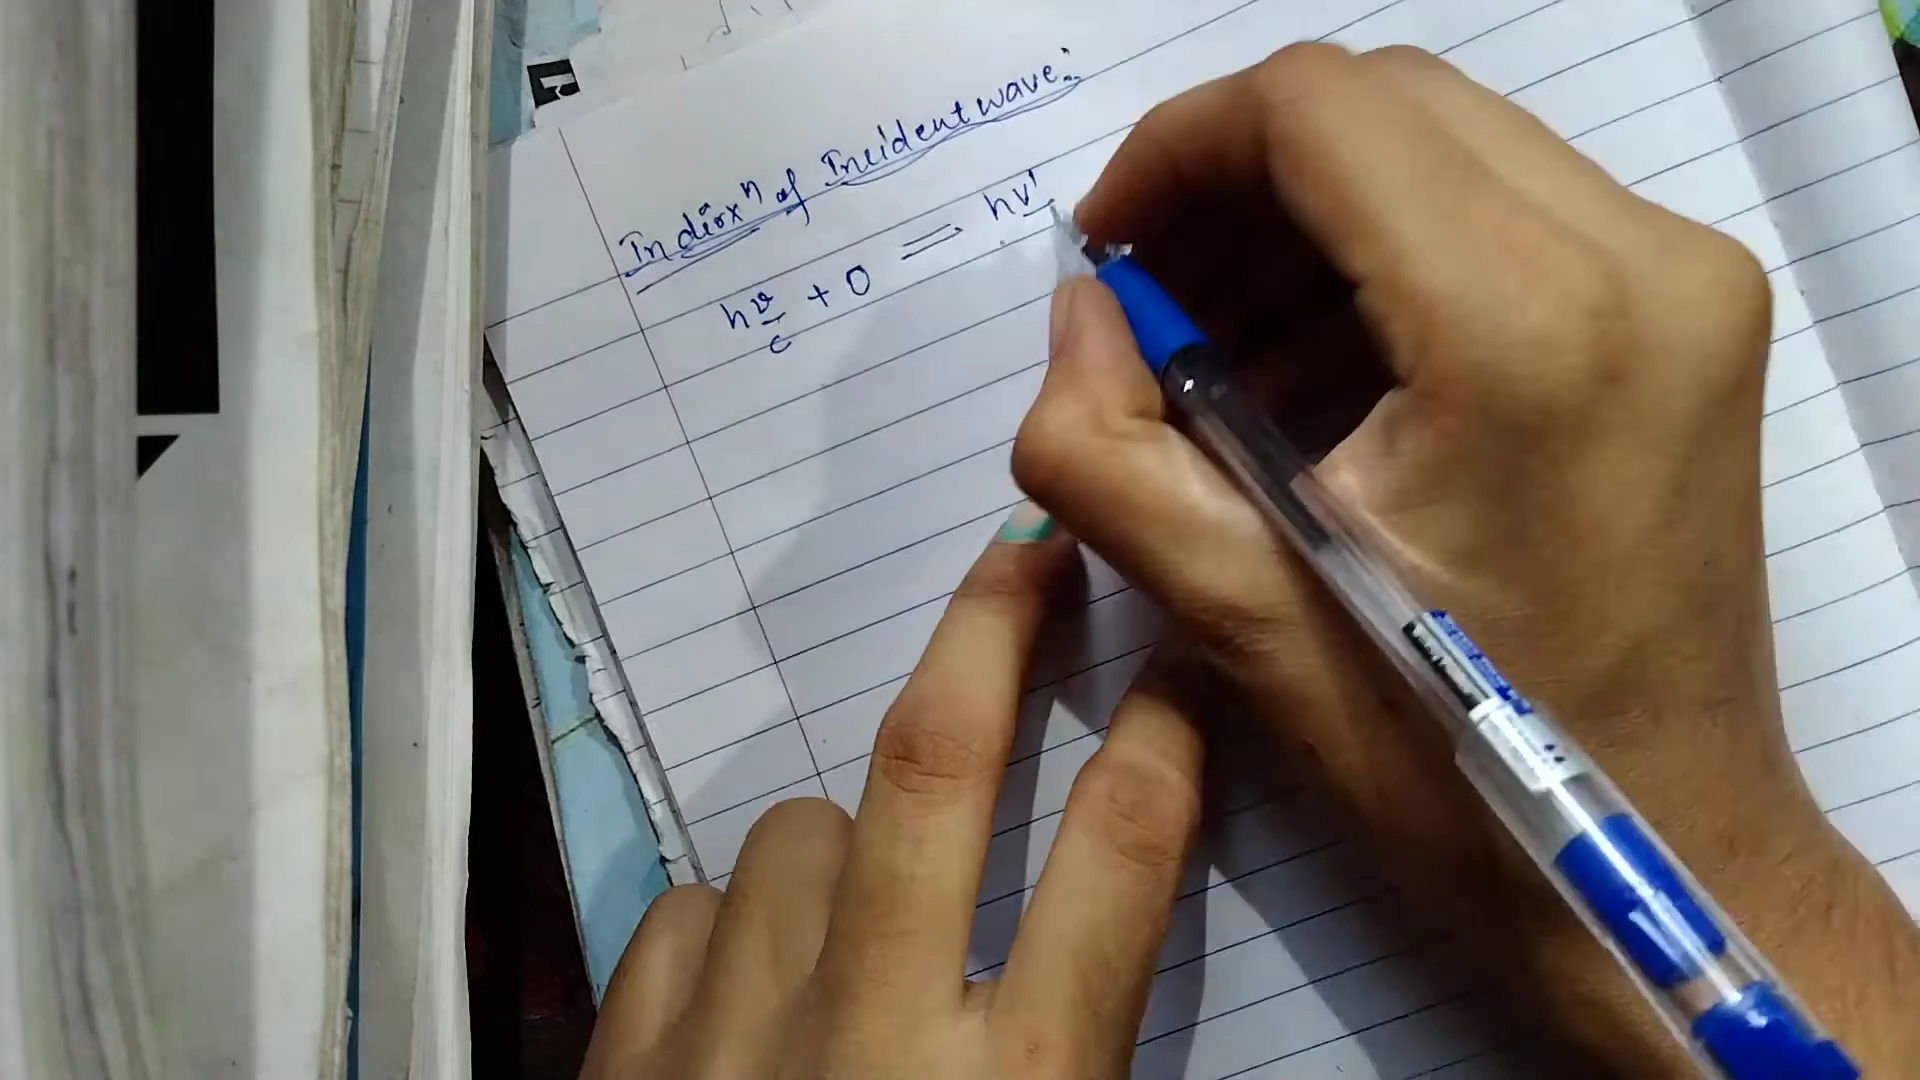 In dirxⁿ of Incident wave:
hν/c + 0 = hν'